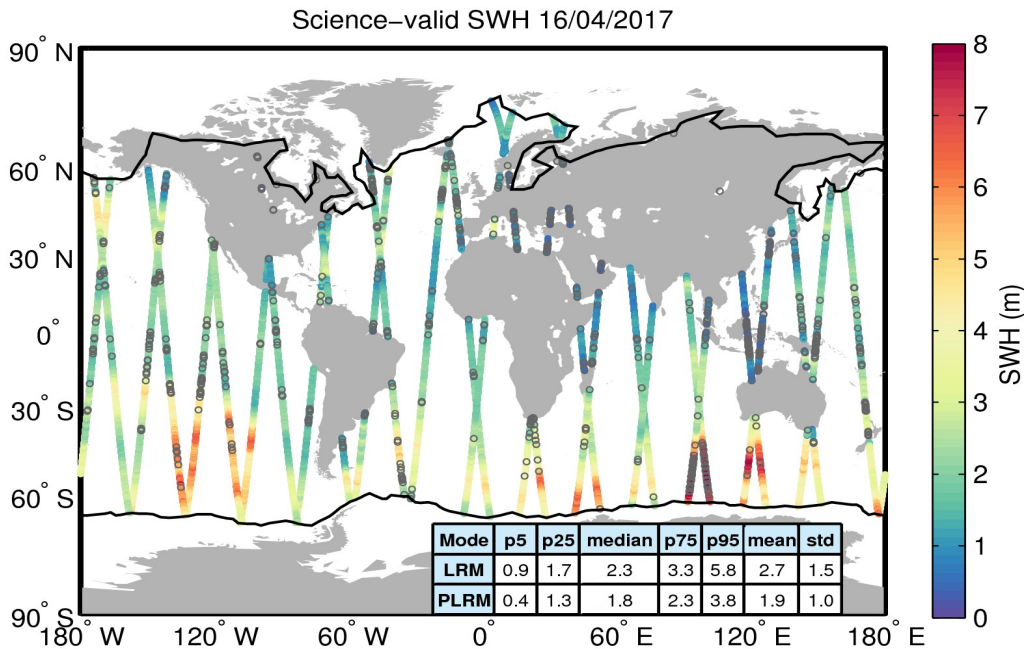 Science−valid SWH 16/04/2017
90° N
60° N
30° N
0°
30° S
60° S
90° S
180° W
120° W
60° W
0°
60° E
120° E
180° E
Mode p5 p25 median p75 p95 mean std
LRM 0.9 1.7 2.3 3.3 5.8 2.7 1.5
PLRM 0.4 1.3 1.8 2.3 3.8 1.9 1.0
8
7
6
5
4
3
2
1
0
SWH (m)